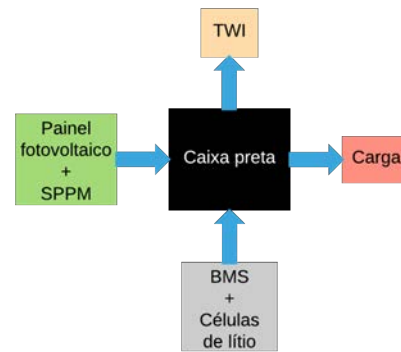 TWI
Painel
fotovoltaico
+
SPPM
Caixa preta
Carga
BMS
+
Células
de lítio